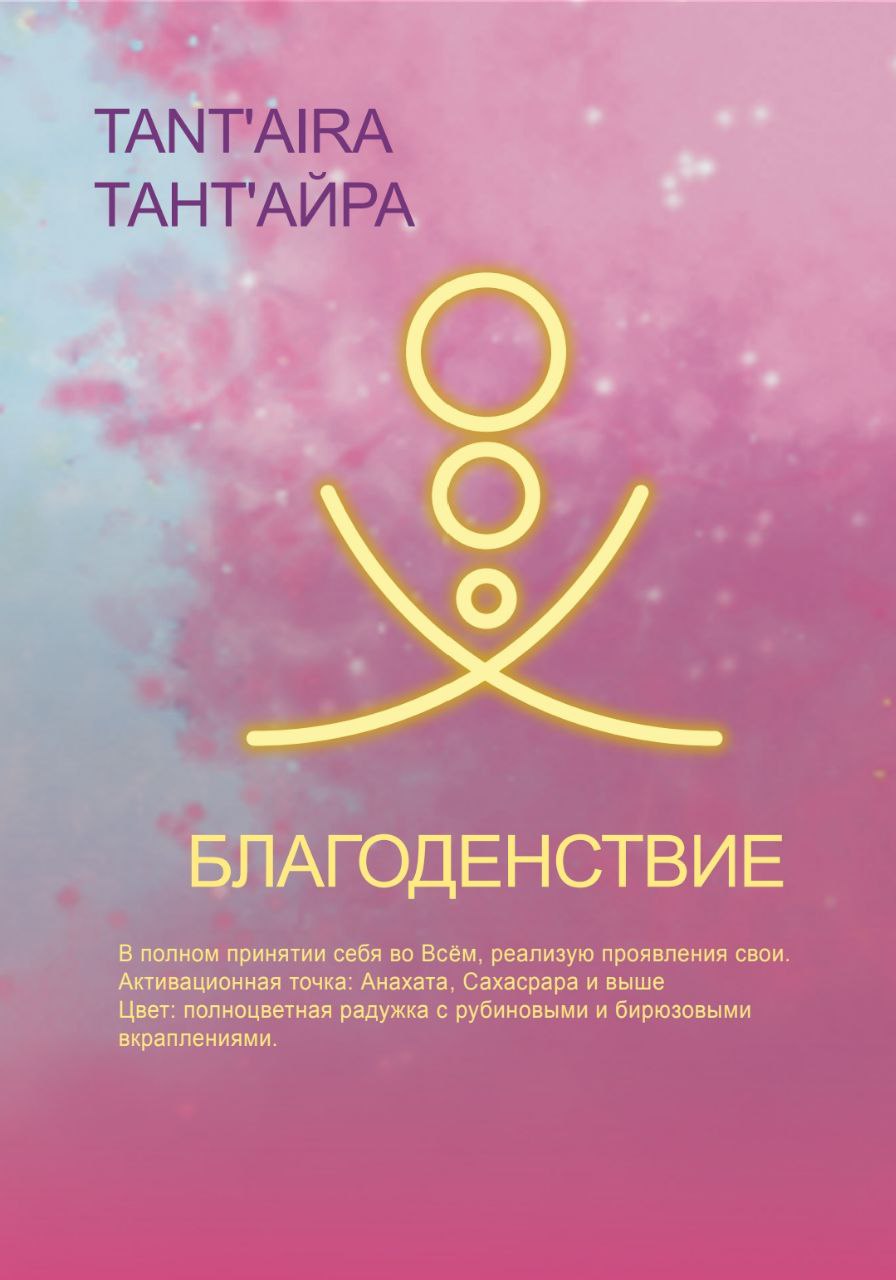 TANT'AIRA
ТАНТ'АЙРА
БЛАГОДЕНСТВИЕ
В полном принятии себя во Всём, реализую проявления свои.
Активационная точка: Анахата, Сахасрара и выше
Цвет: полноцветная радужка с рубиновыми и бирюзовыми
вкраплениями.